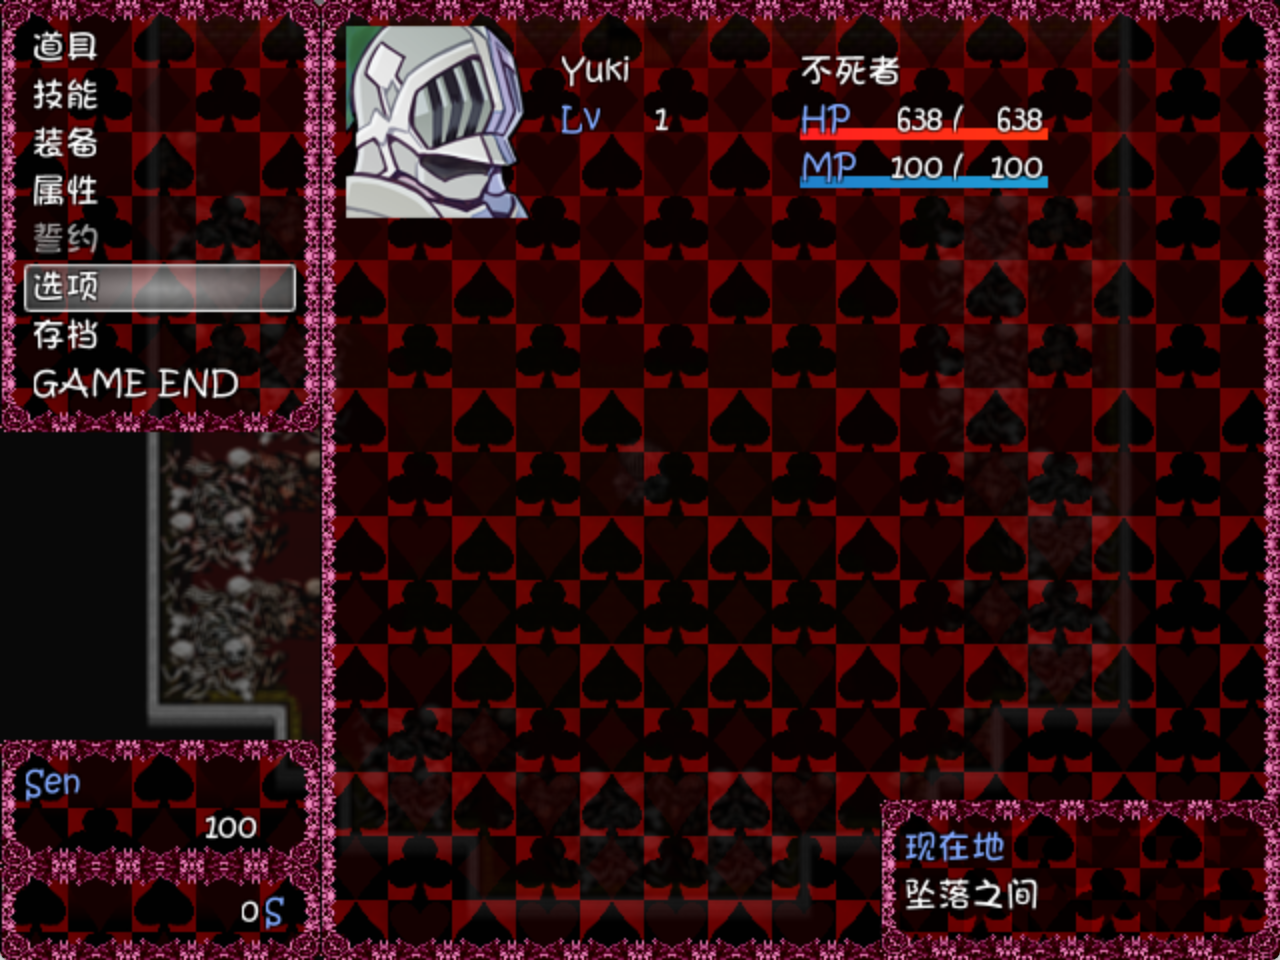 道具
技能
装备
属性
誓约
选项
存档
GAME END
Yuki
Lv 1
不死者
HP 638/ 638
MP 100/ 100
Sen
100
0S
现在地
坠落之间